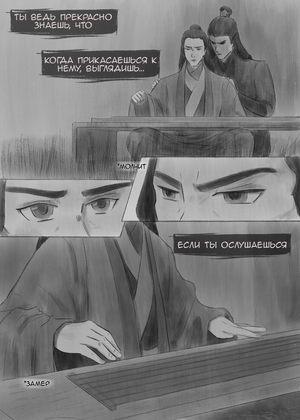 ты ведь прекрасно
знаешь, что
когда прикасаешься к
нему, выглядишь...
*молчит
если ты ослушаешься
*замер